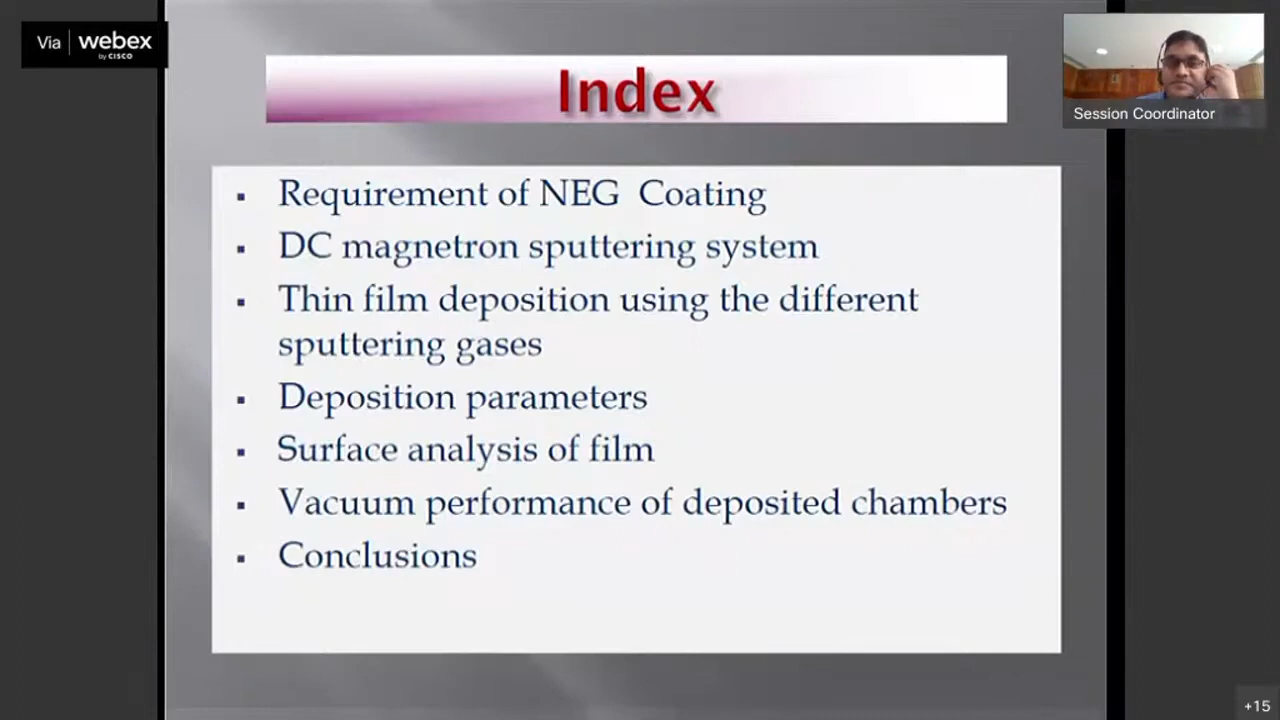 Via webex
by CISCO
Index
Session Coordinator
▪ Requirement of NEG Coating
▪ DC magnetron sputtering system
▪ Thin film deposition using the different
sputtering gases
▪ Deposition parameters
▪ Surface analysis of film
▪ Vacuum performance of deposited chambers
▪ Conclusions
+15